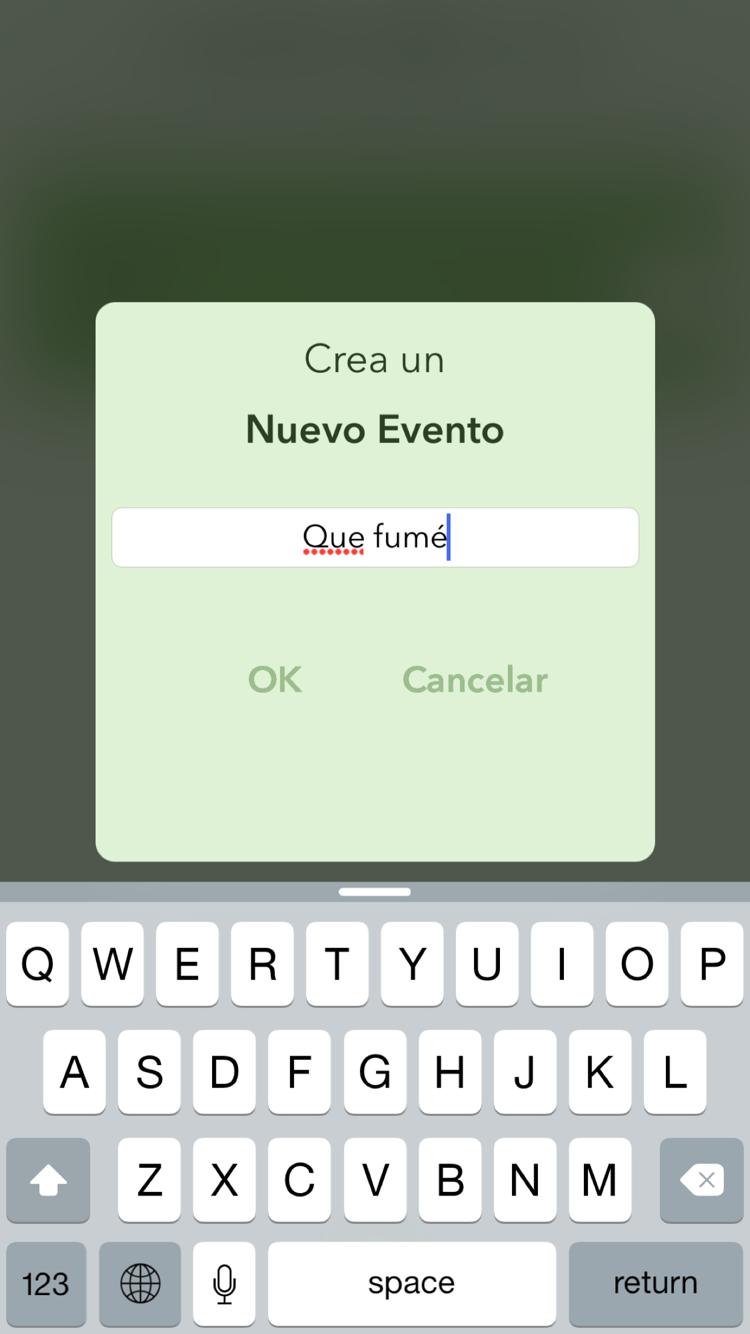 Crea un
Nuevo Evento
Que fumé
OK Cancelar
Q W E R T Y U I O P
A S D F G H J K L
Z X C V B N M
123 space return